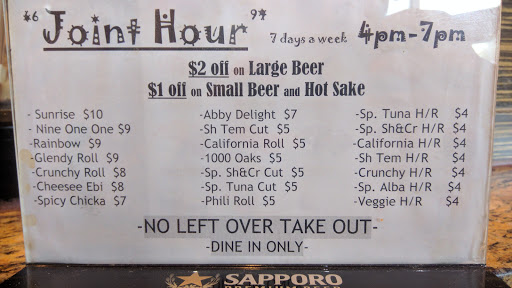 "Joint Hour" 7 days a week 4pm-7pm
$2 off on Large Beer
$1 off on Small Beer and Hot Sake
- Sunrise $10
- Nine One One $9
-Rainbow $9
-Glendy Roll $9
-Crunchy Roll $8
-Cheesee Ebi $8
-Spicy Chicka $7
-Abby Delight $7
-Sh Tem Cut $5
-California Roll $5
-1000 Oaks $5
-Sp. Sh&Cr Cut $5
-Sp. Tuna Cut $5
-Phili Roll $5
-Sp. Tuna H/R $4
-Sp. Sh&Cr H/R $4
-California H/R $4
-Sh Tem H/R $4
-Crunchy H/R $4
-Sp. Alba H/R $4
-Veggie H/R $4
-NO LEFT OVER TAKE OUT-
-DINE IN ONLY-
SAPPORO
PREMIUM BEER